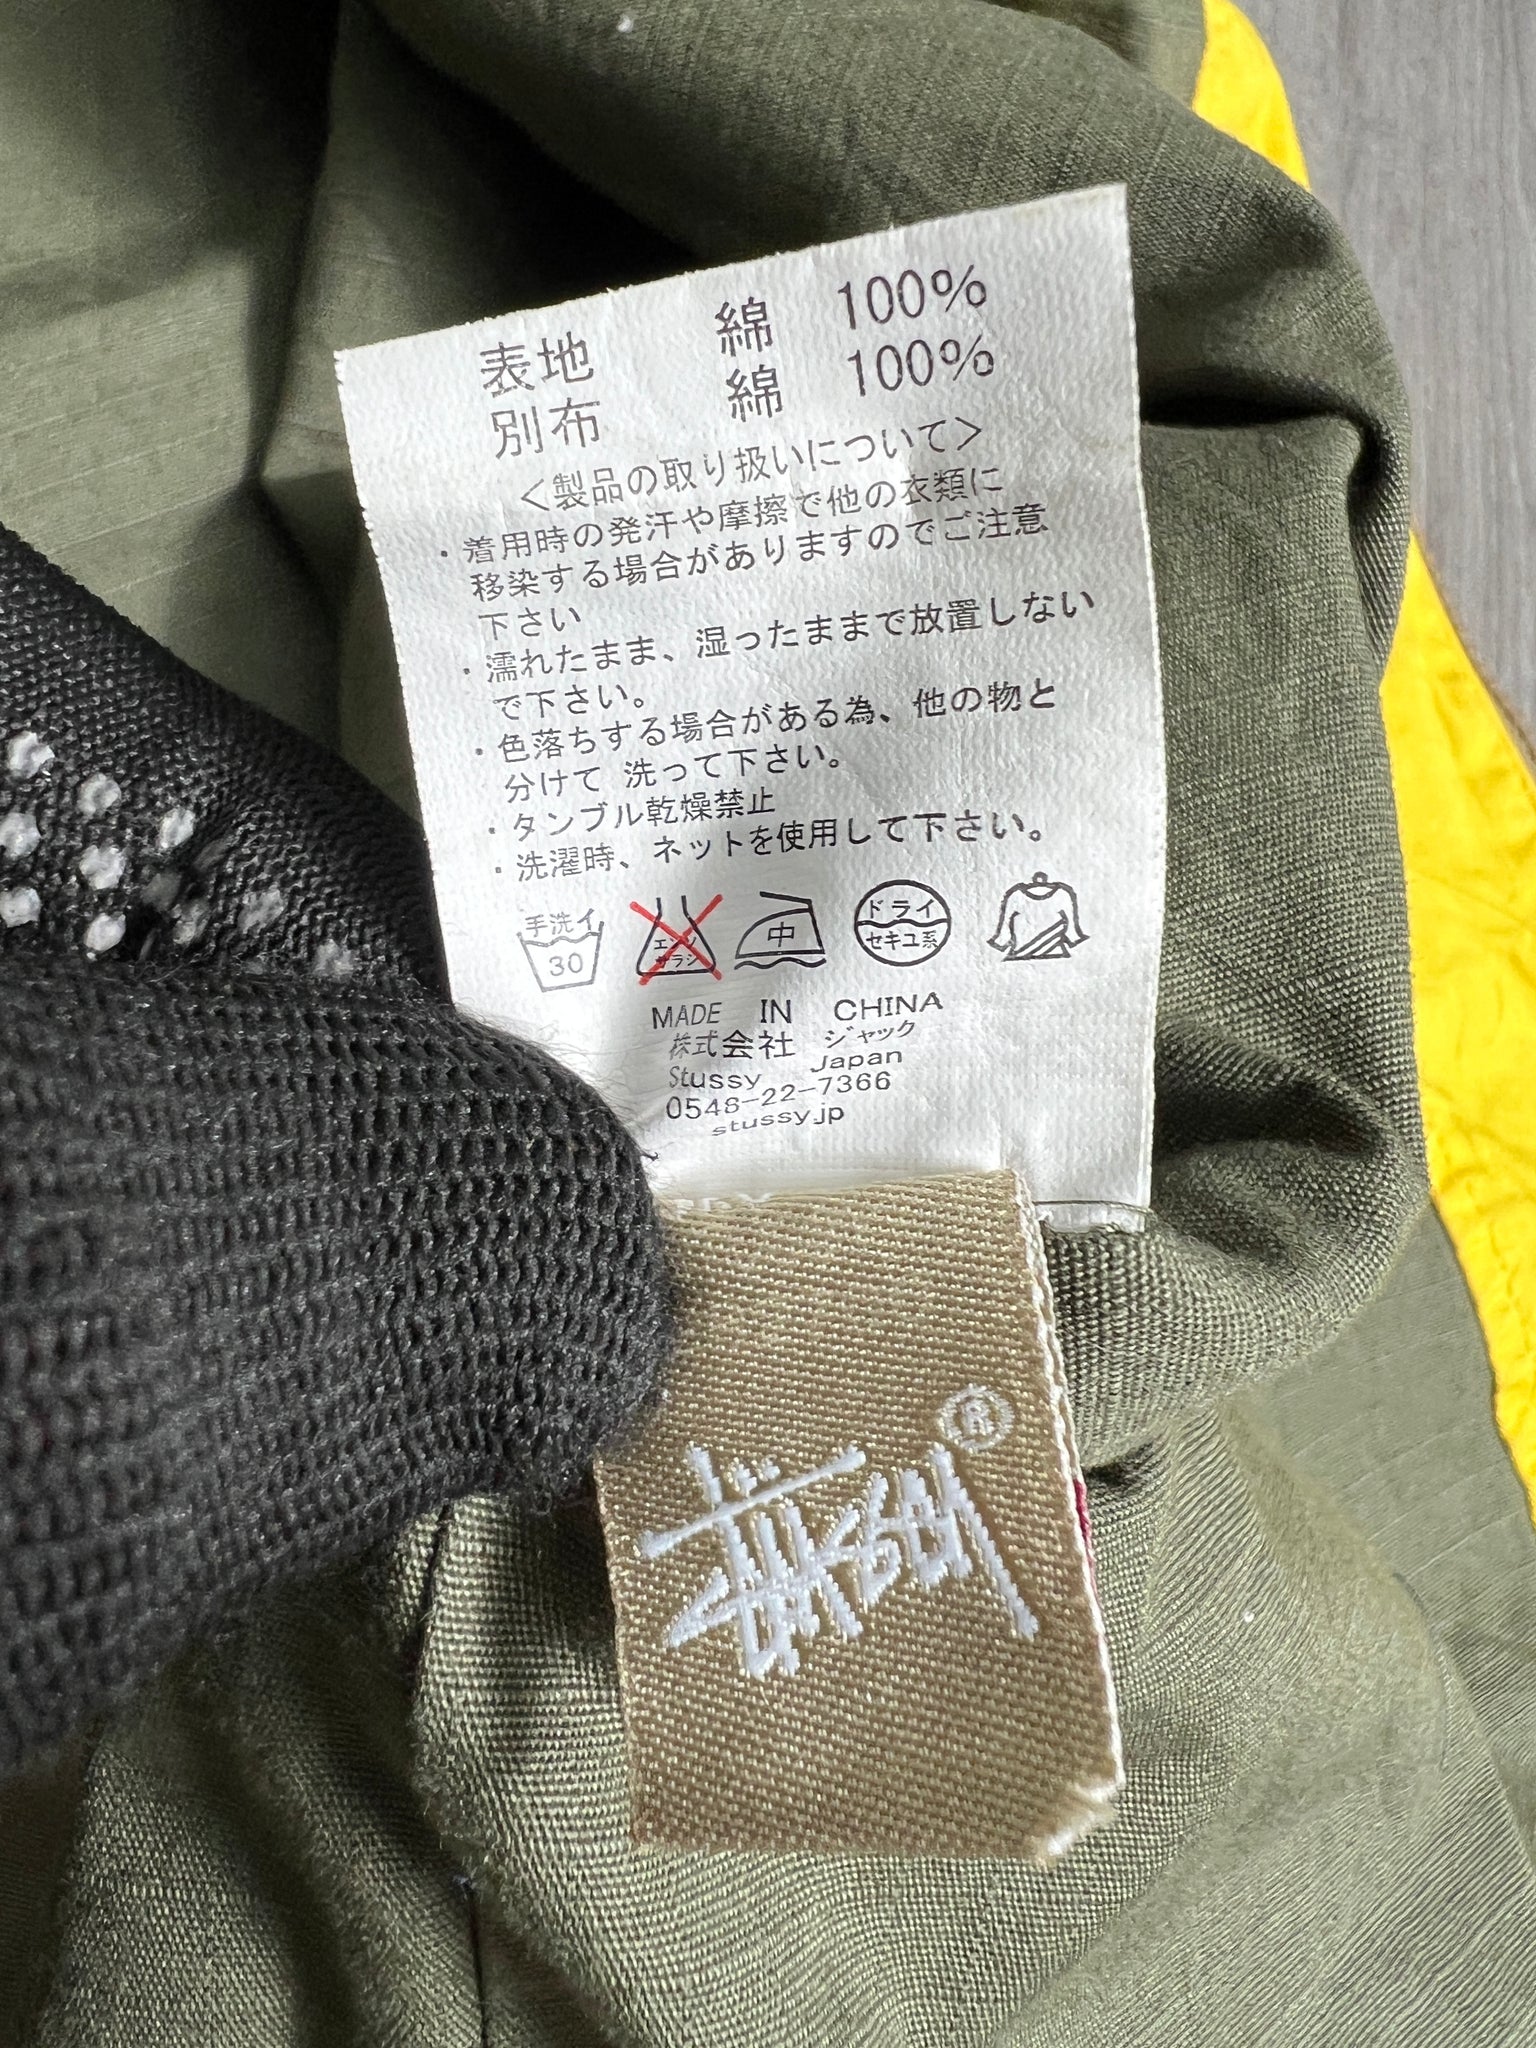 表地 綿 100%
別布 綿 100%
<製品の取り扱いについて>
・着用時の発汗や摩擦で他の衣類に
移染する場合がありますのでご注意
下さい
・濡れたまま、湿ったままで放置しない
で下さい。
・色落ちする場合がある為、他の物と
分けて 洗って下さい。
・タンブル乾燥禁止
・洗濯時、ネットを使用して下さい。
手洗イ
30
エンソ
サラシ
中
ドライ
セキユ系
MADE IN CHINA
株式会社 ジャック
Stussy Japan
0548-22-7366
stussy.jp
Stüssy ®